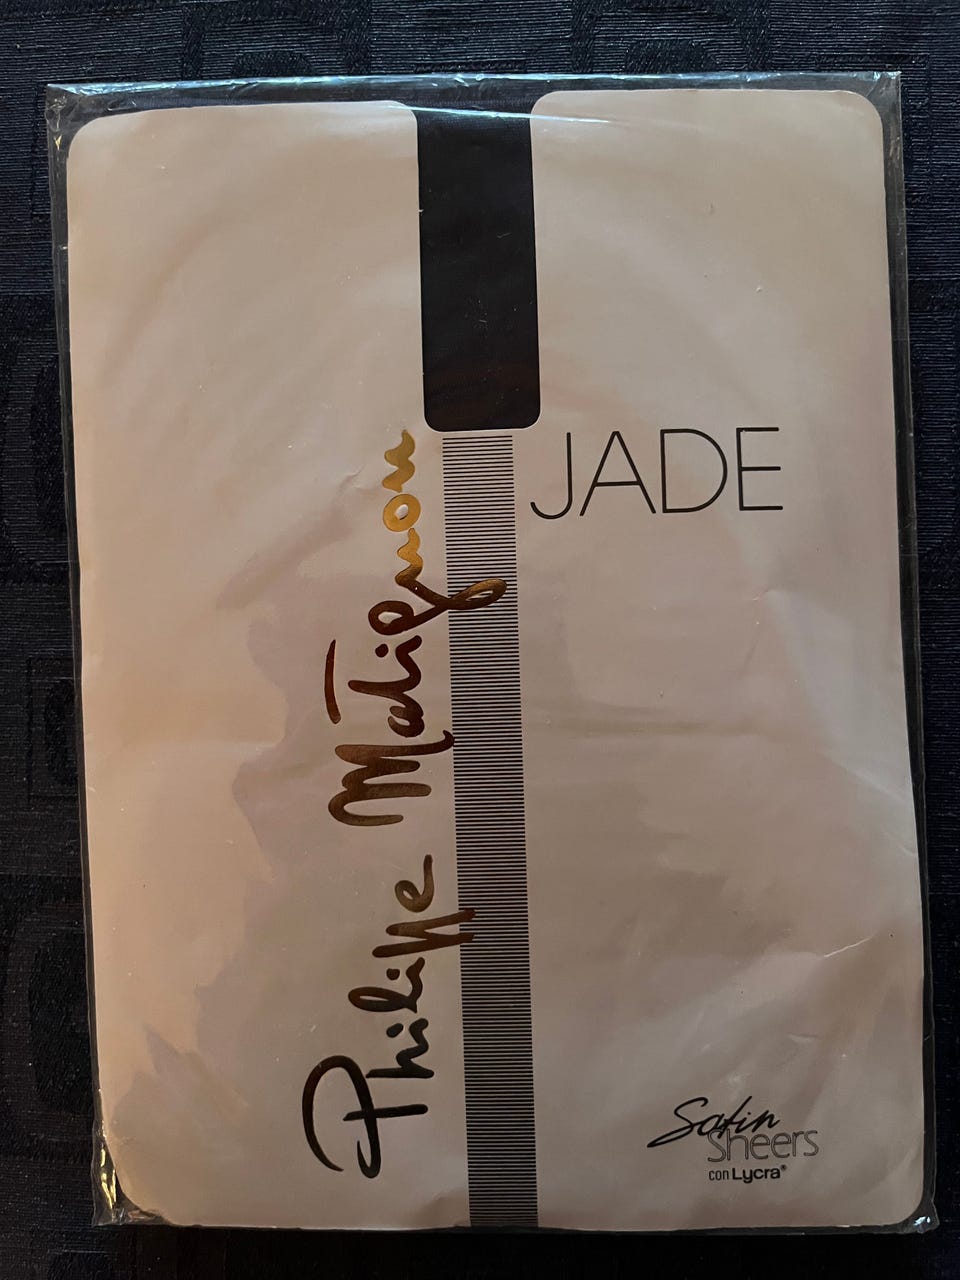 JADE
Philippe Matignon
Satin
Sheers
con Lycra®